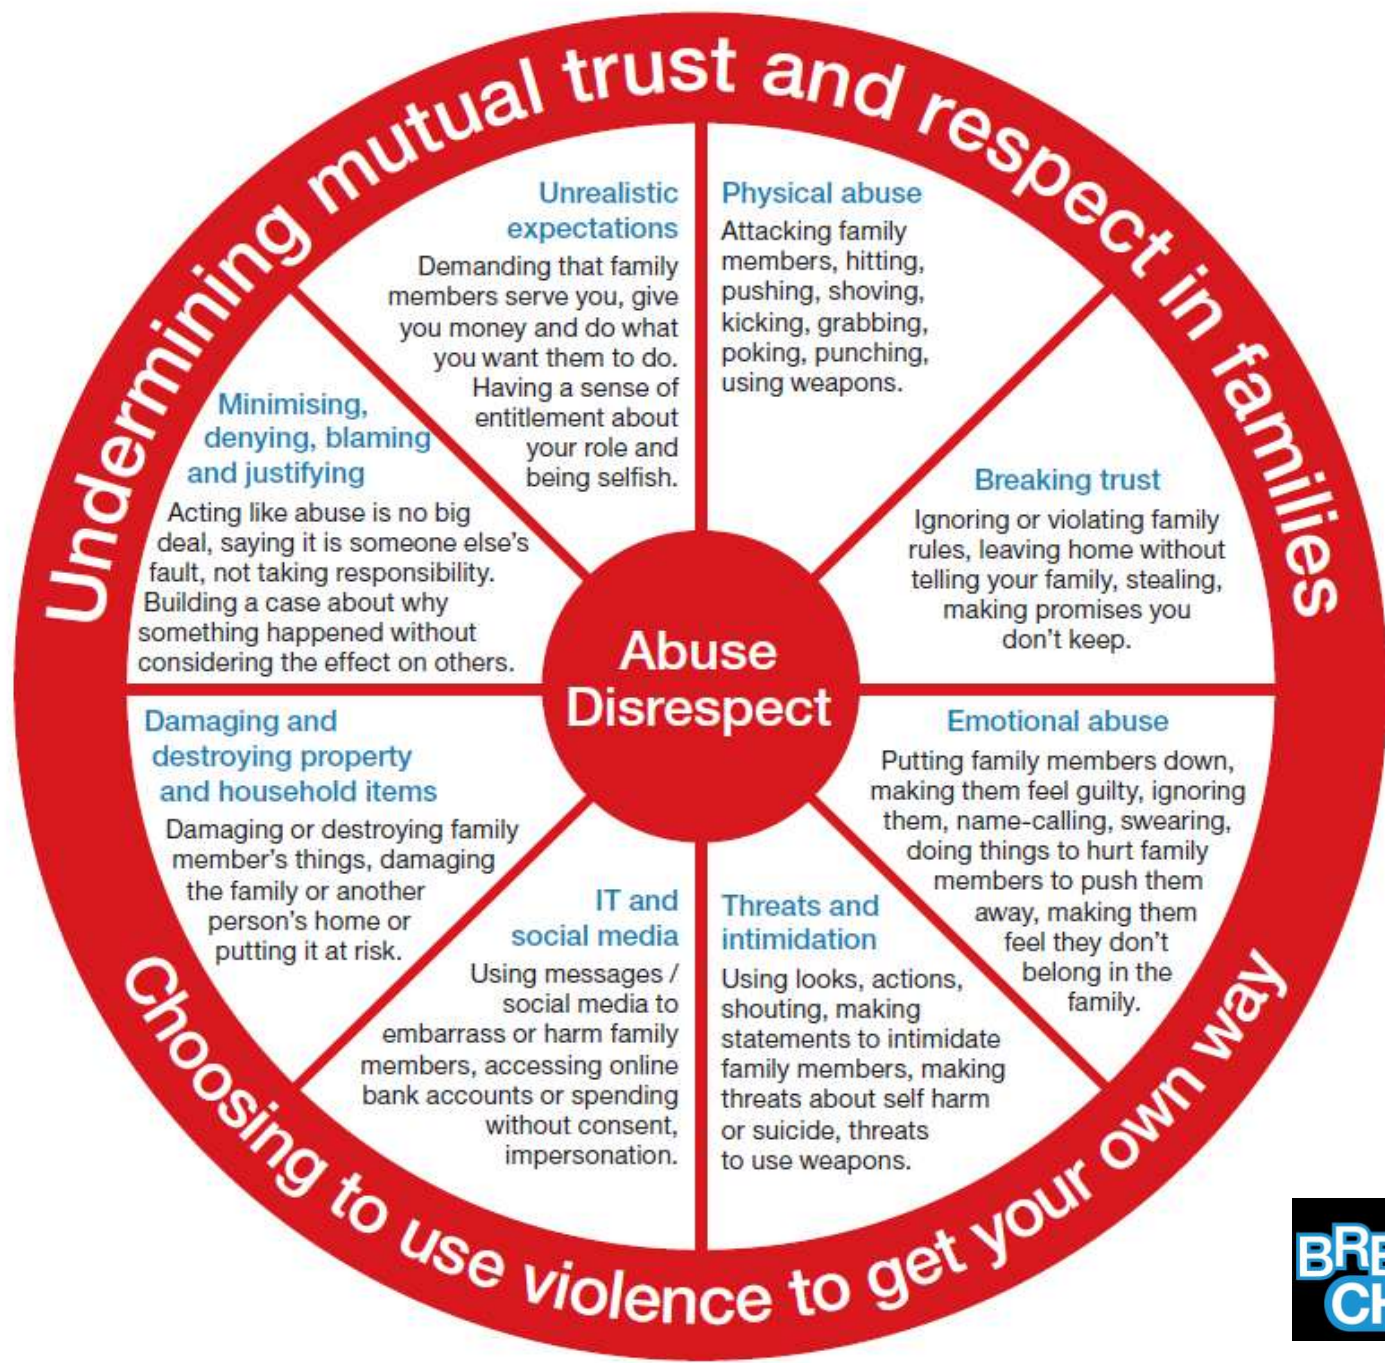 Undermining mutual trust and respect in families
Unrealistic
expectations
Demanding that family
members serve you, give
you money and do what
you want them to do.
Having a sense of
entitlement about
your role and
being selfish.
Physical abuse
Attacking family
members, hitting,
pushing, shoving,
kicking, grabbing,
poking, punching,
using weapons.
Breaking trust
Ignoring or violating family
rules, leaving home without
telling your family, stealing,
making promises you
don't keep.
Emotional abuse
Putting family members down,
making them feel guilty, ignoring
them, name-calling, swearing,
doing things to hurt family
members to push them
away, making them
feel they don't
belong in the
family.
Threats and
intimidation
Using looks, actions,
shouting, making
statements to intimidate
family members, making
threats about self harm
or suicide, threats
to use weapons.
IT and
social media
Using messages /
social media to
embarrass or harm family
members, accessing online
bank accounts or spending
without consent,
impersonation.
Damaging and
destroying property
and household items
Damaging or destroying family
member's things, damaging
the family or another
person's home or
putting it at risk.
Minimising,
denying, blaming
and justifying
Acting like abuse is no big
deal, saying it is someone else's
fault, not taking responsibility.
Building a case about why
something happened without
considering the effect on others.
Abuse
Disrespect
Choosing to use violence to get your own way